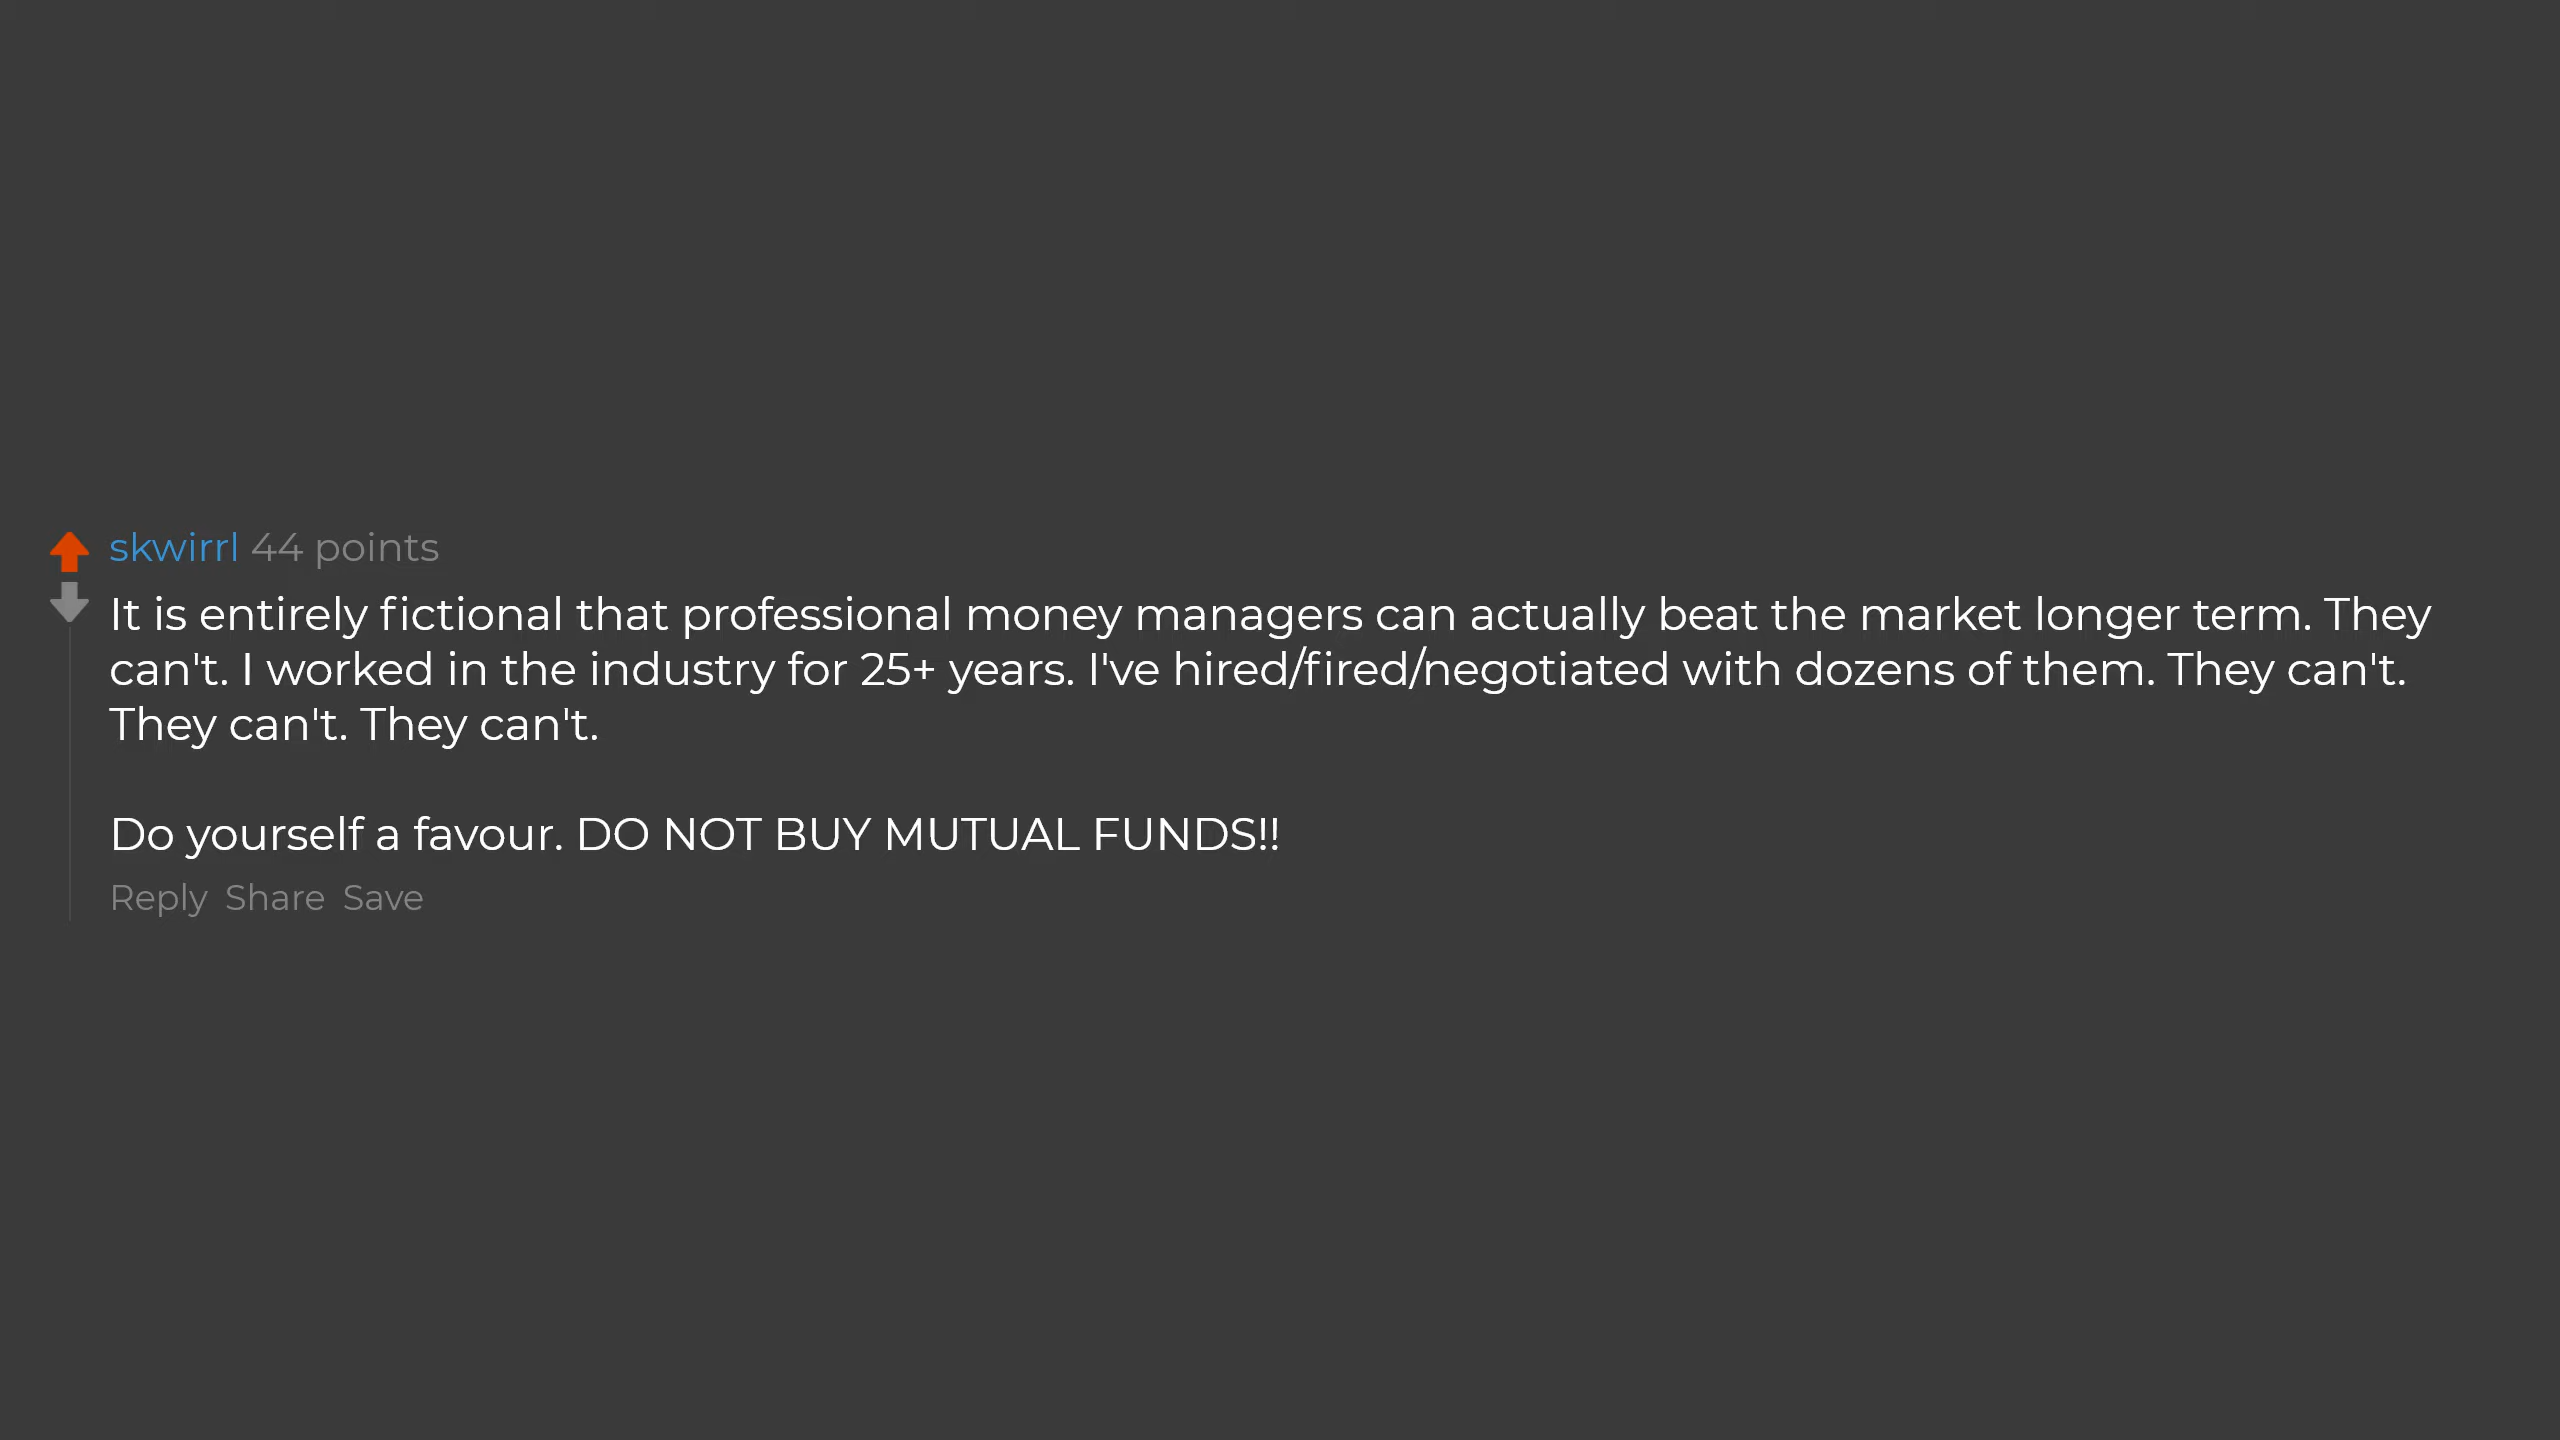 skwirrl 44 points
It is entirely fictional that professional money managers can actually beat the market longer term. They
can't. I worked in the industry for 25+ years. I've hired/fired/negotiated with dozens of them. They can't.
They can't. They can't.
Do yourself a favour. DO NOT BUY MUTUAL FUNDS!!
Reply Share Save